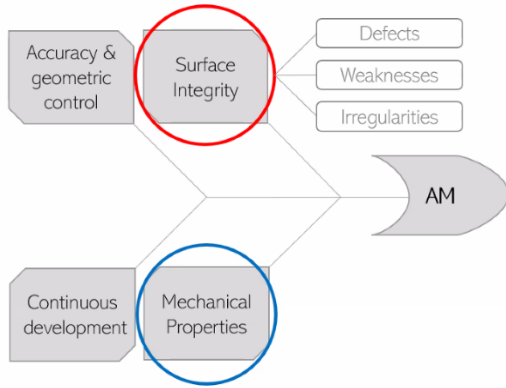 Accuracy &
geometric
control
Surface
Integrity
Defects
Weaknesses
Irregularities
AM
Continuous
development
Mechanical
Properties